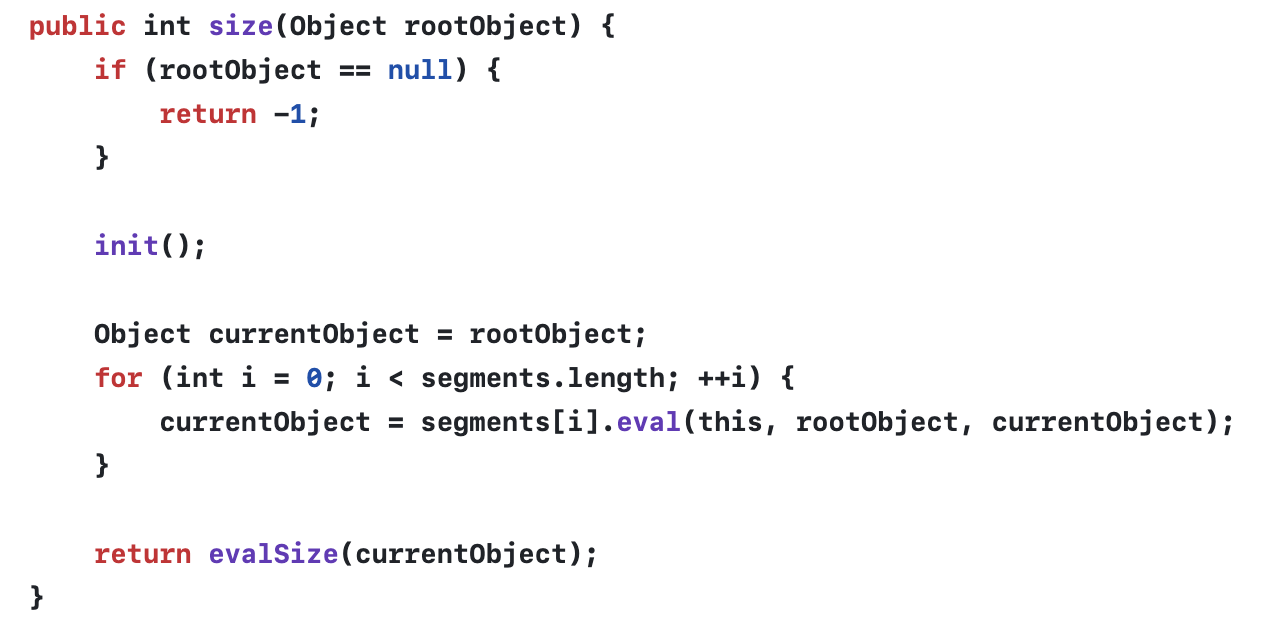 public int size(Object rootObject) {
    if (rootObject == null) {
        return -1;
    }

    init();

    Object currentObject = rootObject;
    for (int i = 0; i < segments.length; ++i) {
        currentObject = segments[i].eval(this, rootObject, currentObject);
    }

    return evalSize(currentObject);
}